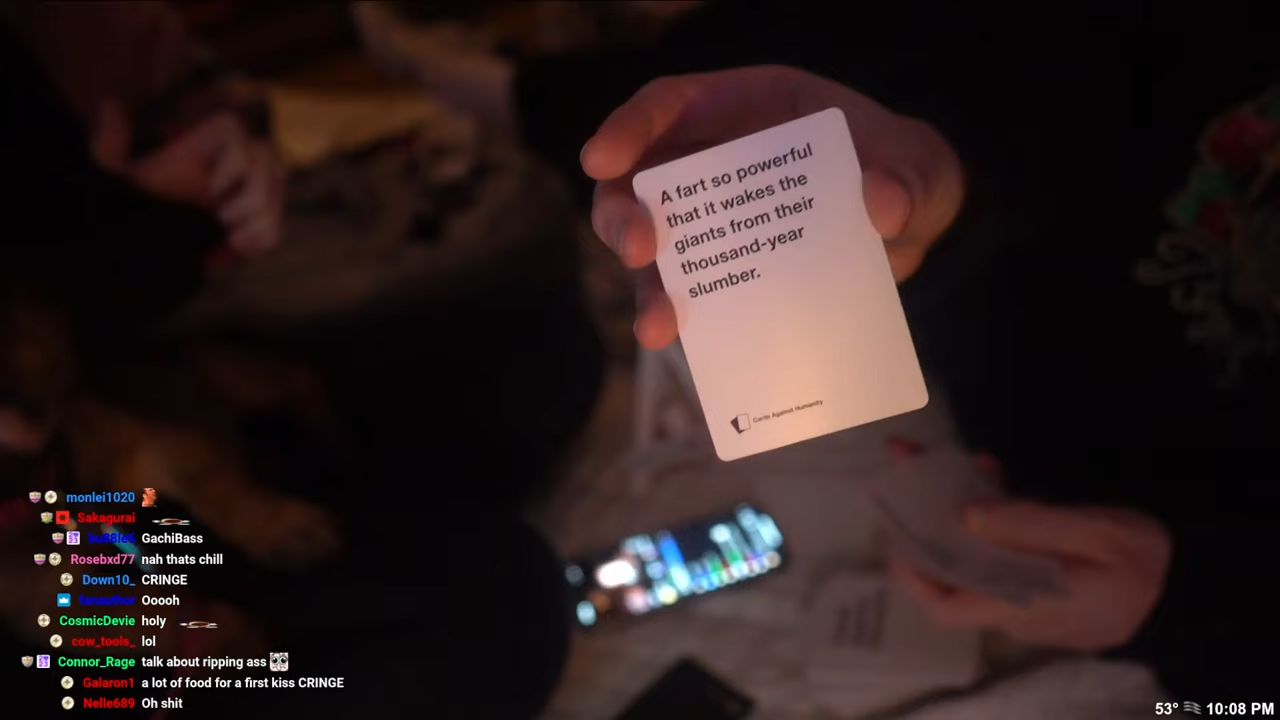 A fart so powerful
that it wakes the
giants from their
thousand-year
slumber.
Cards Against Humanity
monlei1020
Sakagurai
GachiBass
Rosebxd77 nah thats chill
Down10_ CRINGE
Ooooh
CosmicDevie holy
cow_tools_ lol
Connor_Rage talk about ripping ass
Galaron1 a lot of food for a first kiss CRINGE
Nelle689 Oh shit
53° 10:08 PM